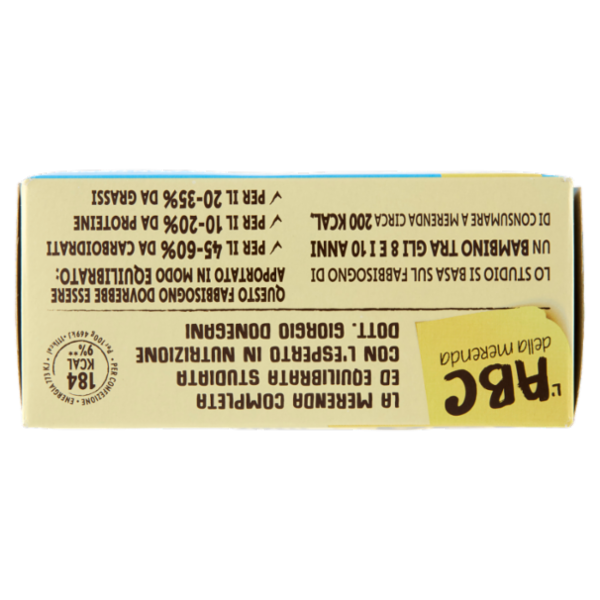 L'ABC
della merenda
LA MERENDA COMPLETA
ED EQUILIBRATA STUDIATA
CON L'ESPERTO IN NUTRIZIONE
DOTT. GIORGIO DONEGANI
184
KCAL
9%**
PER CONFEZIONE • ENERGIA
LO STUDIO SI BASA SUL FABBISOGNO DI
UN BAMBINO TRA GLI 8 E I 10 ANNI
DI CONSUMARE A MERENDA CIRCA 200 KCAL.
QUESTO FABBISOGNO DOVREBBE ESSERE
APPORTATO IN MODO EQUILIBRATO:
✓ PER IL 45-60% DA CARBOIDRATI
✓ PER IL 10-20% DA PROTEINE
✓ PER IL 20-35% DA GRASSI